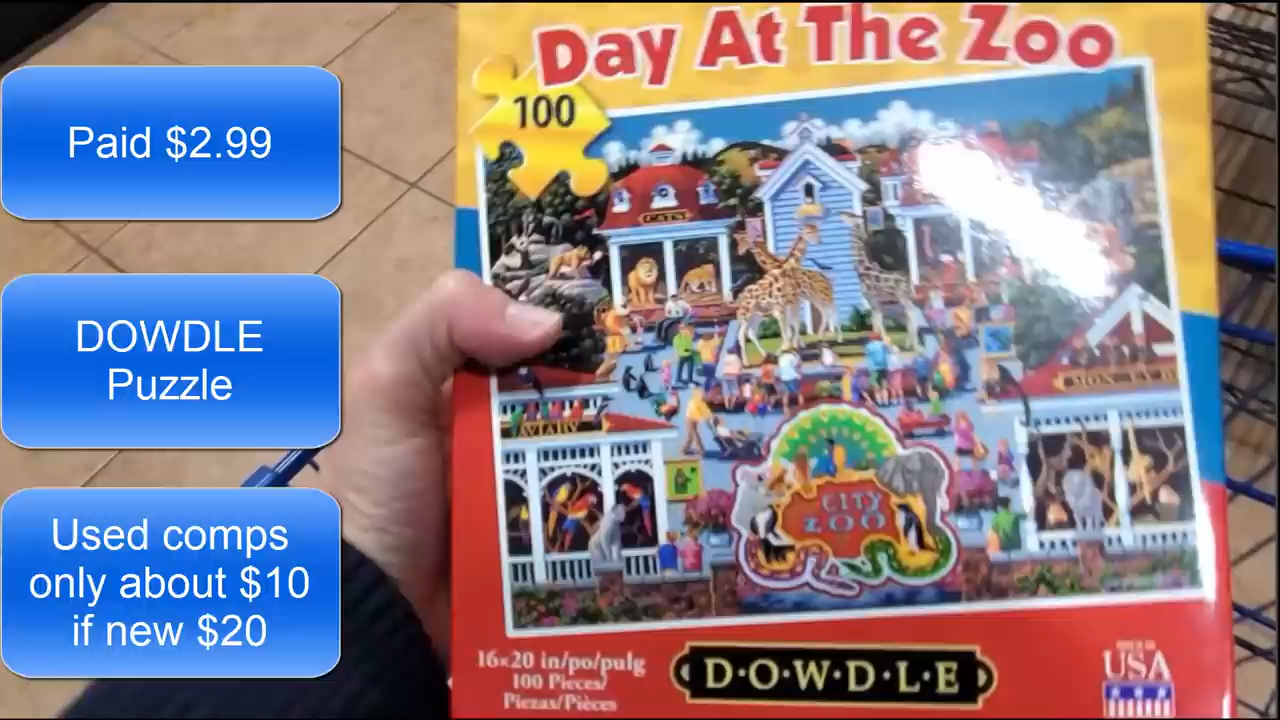 Day At The Zoo
100
Paid $2.99
CATS
DOWDLE
Puzzle
AVIARY
CITY
ZOO
Used comps
only about $10
if new $20
16×20 in/po/pulg
100 Pieces/
Piezas/Pièces
D·O·W·D·L·E
USA